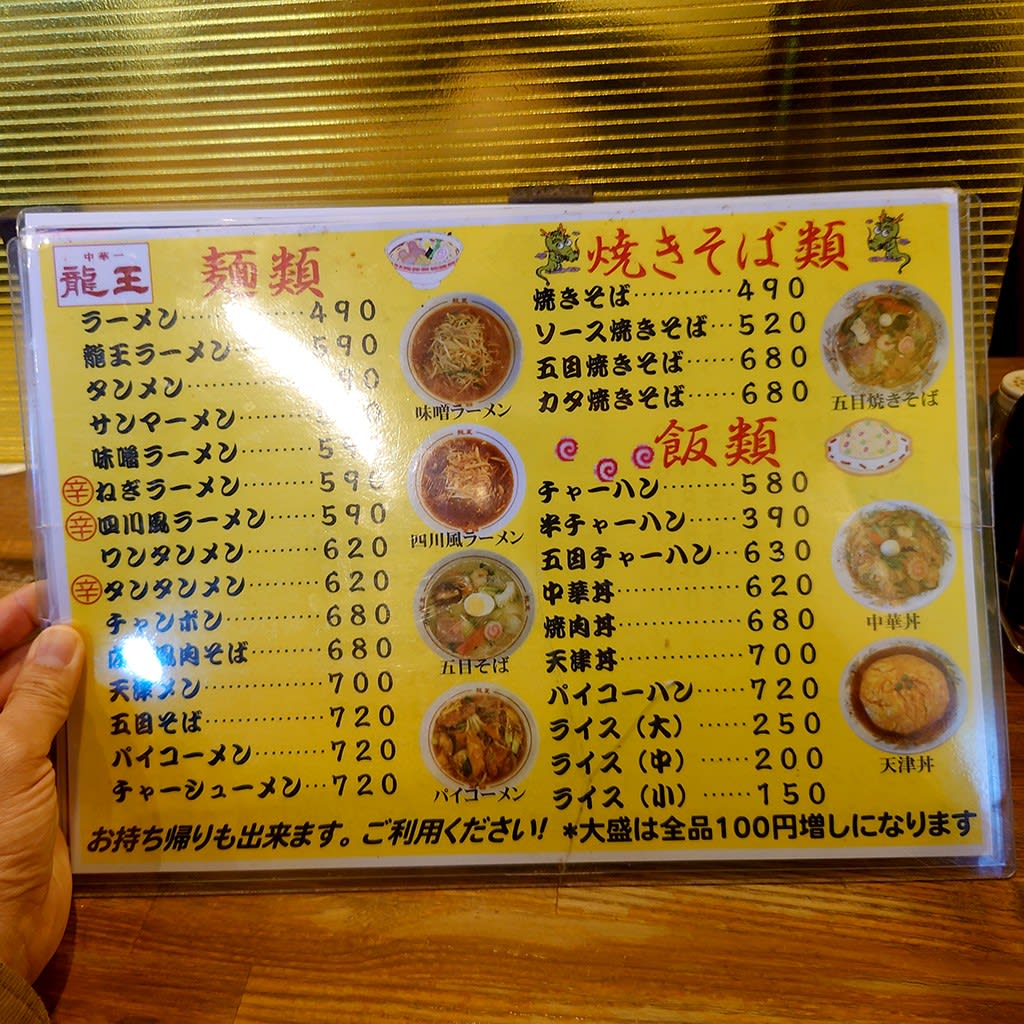 中華一
龍王
麺類
ラーメン…………490
龍王ラーメン 590
タンメン………… 90
サンマーメン………
味噌ラーメン………5
辛 ねぎラーメン………590
辛 四川風ラーメン……590
ワンタンメン………620
辛 タンタンメン………620
チャンポン…………680
肉そば………680
天津メン…………700
五目そば…………720
パイコーメン………720
チャーシューメン…720
味噌ラーメン
四川風ラーメン
五目そば
パイコーメン
焼きそば類
焼きそば…………490
ソース焼きそば…520
五目焼きそば……680
カタ焼きそば……680
五目焼きそば
飯類
チャーハン………580
半チャーハン……390
五目チャーハン…630
中華丼……………620
焼肉丼……………680
天津丼……………700
パイコーハン……720
ライス（大）……250
ライス（中）……200
ライス（小）……150
中華丼
天津丼
お持ち帰りも出来ます。ご利用ください! *大盛は全品100円増しになります